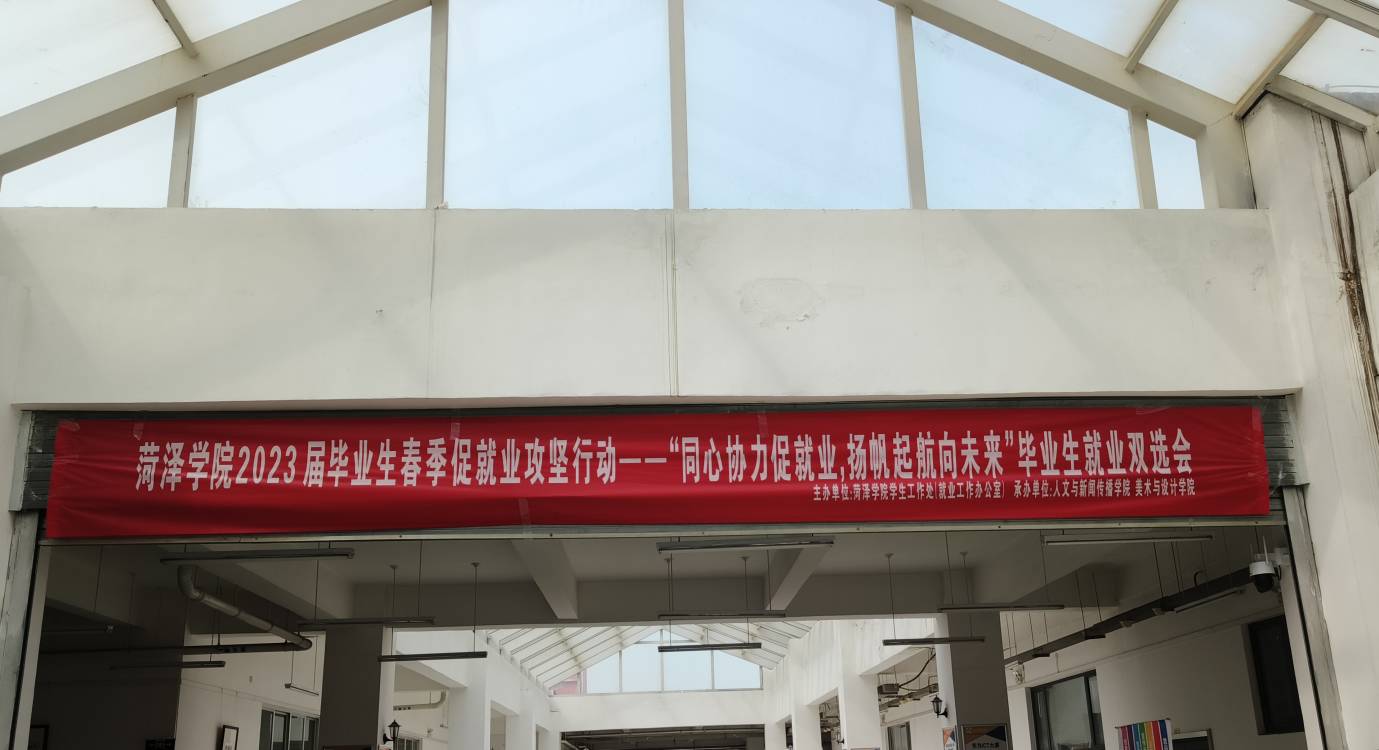 菏泽学院2023届毕业生春季促就业攻坚行动——“同心协力促就业,扬帆起航向未来”毕业生就业双选会
主办单位:菏泽学院学生工作处(就业工作办公室) 承办单位:人文与新闻传播学院 美术与设计学院